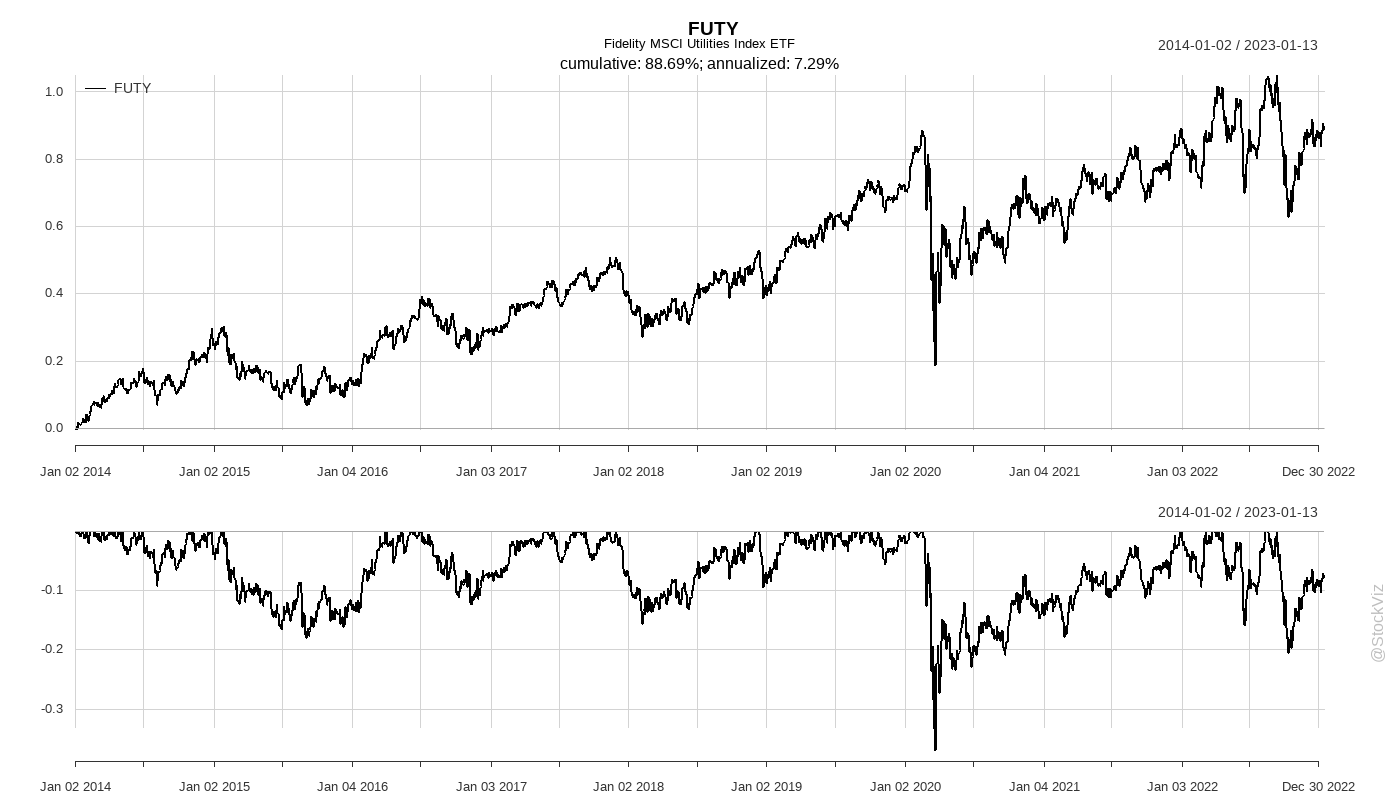 FUTY
Fidelity MSCI Utilities Index ETF
2014-01-02 / 2023-01-13
cumulative: 88.69%; annualized: 7.29%
FUTY
1.0
0.8
0.6
0.4
0.2
0.0
Jan 02 2014 Jan 02 2015 Jan 04 2016 Jan 03 2017 Jan 02 2018 Jan 02 2019 Jan 02 2020 Jan 04 2021 Jan 03 2022 Dec 30 2022
2014-01-02 / 2023-01-13
-0.1
-0.2
-0.3
Jan 02 2014 Jan 02 2015 Jan 04 2016 Jan 03 2017 Jan 02 2018 Jan 02 2019 Jan 02 2020 Jan 04 2021 Jan 03 2022 Dec 30 2022
@StockViz